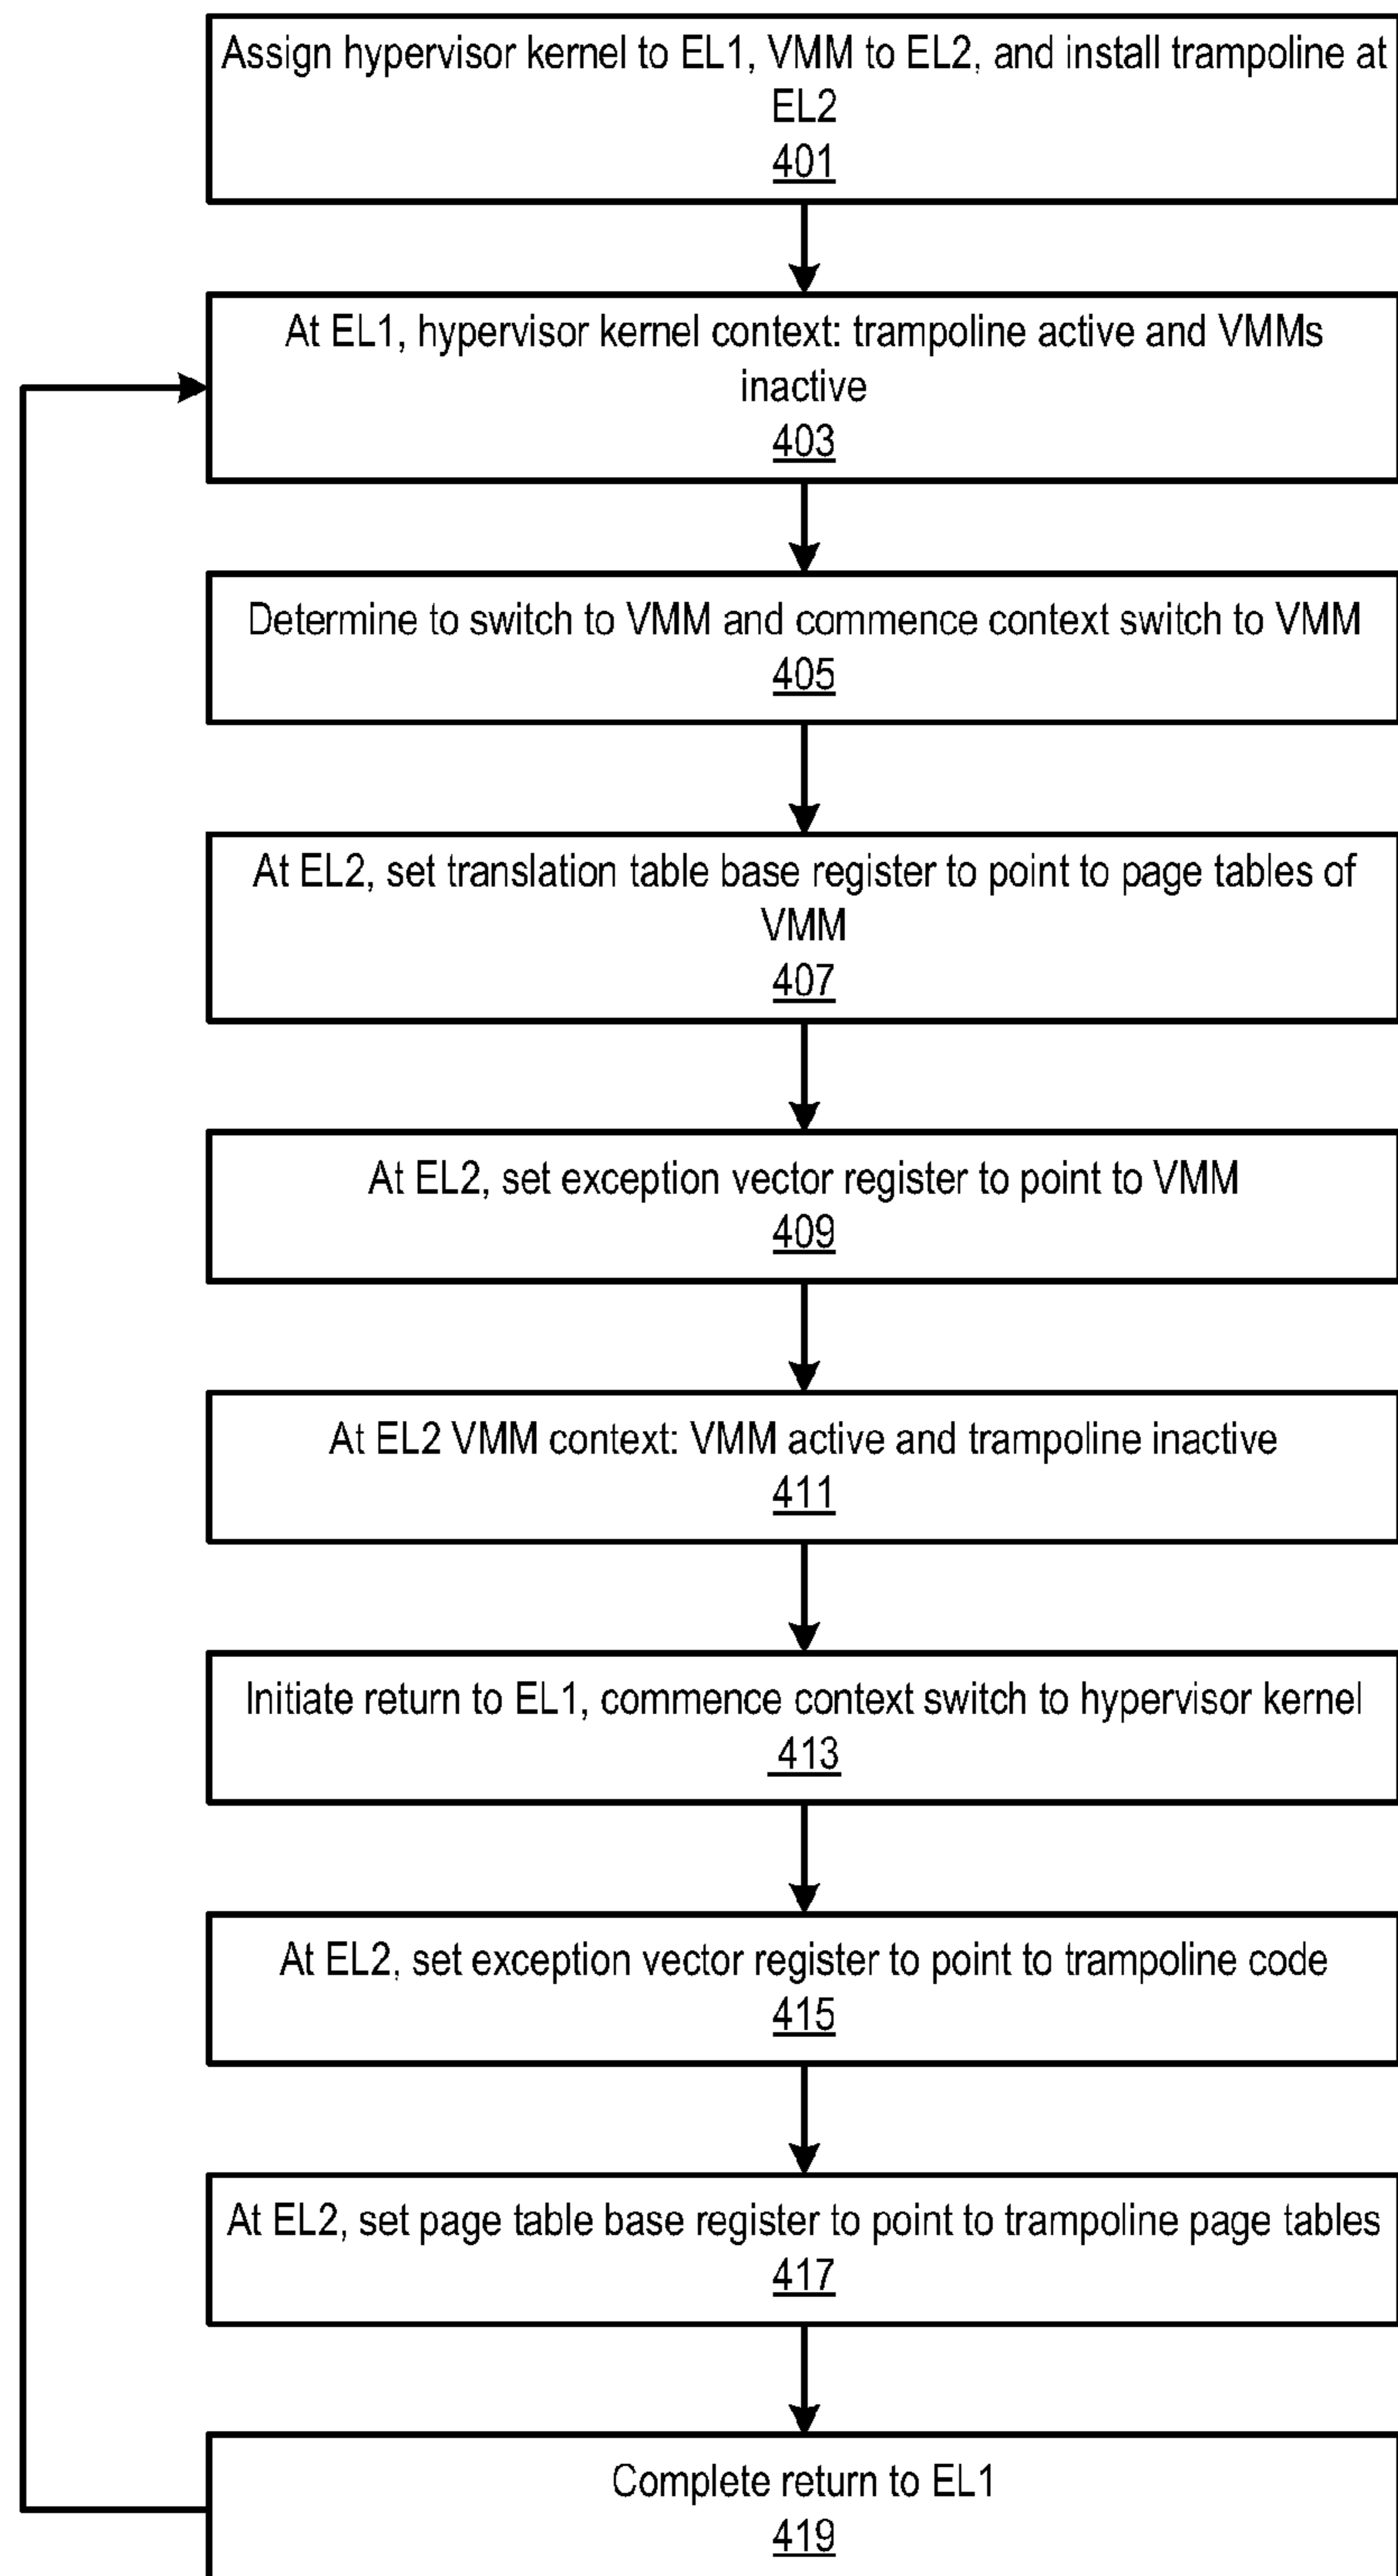 Assign hypervisor kernel to EL1, VMM to EL2, and install trampoline at
EL2
401
At EL1, hypervisor kernel context: trampoline active and VMMs
inactive
403
Determine to switch to VMM and commence context switch to VMM
405
At EL2, set translation table base register to point to page tables of
VMM
407
At EL2, set exception vector register to point to VMM
409
At EL2 VMM context: VMM active and trampoline inactive
411
Initiate return to EL1, commence context switch to hypervisor kernel
413
At EL2, set exception vector register to point to trampoline code
415
At EL2, set page table base register to point to trampoline page tables
417
Complete return to EL1
419